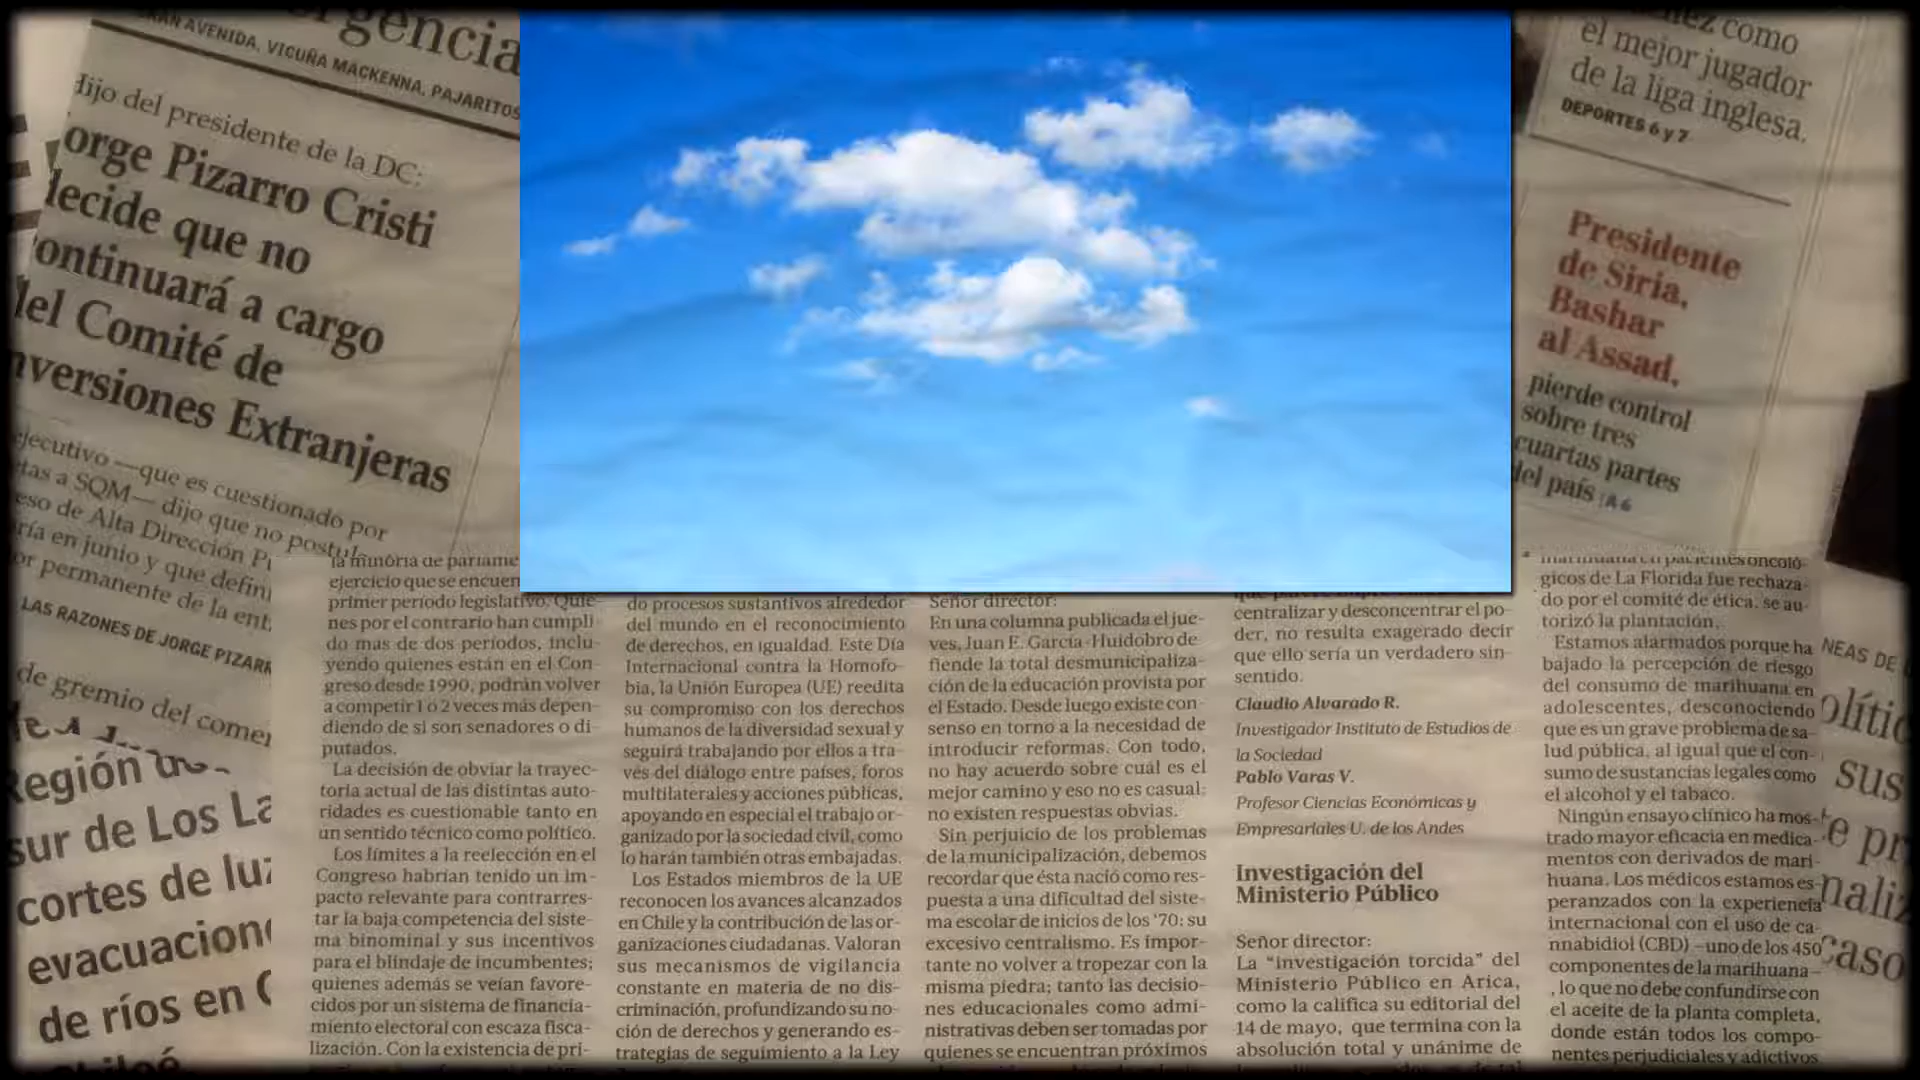 rgencia
GRAN AVENIDA, VICUÑA MACKENNA, PAJARITOS
Hijo del presidente de la DC:
orge Pizarro Cristi
decide que no
ontinuará a cargo
del Comité de
nversiones Extranjeras
ejecutivo —que es cuestionado por
tas a SQM— dijo que no postul
eso de Alta Dirección P
ría en junio y que defini
or permanente de la ent
LAS RAZONES DE JORGE PIZARR
de gremio del comer
Región
sur de Los La
cortes de luz
evacuacion
de ríos en
Chiloé
la minoria de parlame
ejercicio que se encuen
primer período legislativo. Quie-
nes por el contrario han cumpli-
do más de dos períodos, inclu-
yendo quienes están en el Con-
greso desde 1990, podrán volver
a competir 1 o 2 veces más depen-
diendo de si son senadores o di-
putados.
La decisión de obviar la trayec-
toria actual de las distintas auto-
ridades es cuestionable tanto en
un sentido técnico como político.
Los límites a la reelección en el
Congreso habrían tenido un im-
pacto relevante para contrarres-
tar la baja competencia del siste-
ma binominal y sus incentivos
para el blindaje de incumbentes;
quienes además se veían favore-
cidos por un sistema de financia-
miento electoral con escaza fisca-
lización. Con la existencia de pri-
do procesos sustantivos alrededor
del mundo en el reconocimiento
de derechos, en igualdad. Este Día
Internacional contra la Homofo-
bia, la Unión Europea (UE) reedita
su compromiso con los derechos
humanos de la diversidad sexual y
seguirá trabajando por ellos a tra-
vés del diálogo entre países, foros
multilaterales y acciones públicas,
apoyando en especial el trabajo or-
ganizado por la sociedad civil, como
lo harán también otras embajadas.
Los Estados miembros de la UE
reconocen los avances alcanzados
en Chile y la contribución de las or-
ganizaciones ciudadanas. Valoran
sus mecanismos de vigilancia
constante en materia de no dis-
criminación, profundizando su no-
ción de derechos y generando es-
trategias de seguimiento a la Ley
Señor director:
En una columna publicada el jue-
ves, Juan E. García-Huidobro de-
fiende la total desmunicipaliza-
ción de la educación provista por
el Estado. Desde luego existe con-
senso en torno a la necesidad de
introducir reformas. Con todo,
no hay acuerdo sobre cuál es el
mejor camino y eso no es casual:
no existen respuestas obvias.
Sin perjuicio de los problemas
de la municipalización, debemos
recordar que ésta nació como res-
puesta a una dificultad del siste-
ma escolar de inicios de los '70: su
excesivo centralismo. Es impor-
tante no volver a tropezar con la
misma piedra; tanto las decisio-
nes educacionales como admi-
nistrativas deben ser tomadas por
quienes se encuentran próximos
centralizar y desconcentrar el po-
der, no resulta exagerado decir
que ello sería un verdadero sin-
sentido.
Claudio Alvarado R.
Investigador Instituto de Estudios de
la Sociedad
Pablo Varas V.
Profesor Ciencias Económicas y
Empresariales U. de los Andes
Investigación del
Ministerio Público
Señor director:
La “investigación torcida” del
Ministerio Público en Arica,
como la califica su editorial del
14 de mayo, que termina con la
absolución total y unánime de
nez como
el mejor jugador
de la liga inglesa.
DEPORTES 6 y 7
Presidente
de Siria,
Bashar
al Assad,
pierde control
sobre tres
cuartas partes
del país | A 6
marihuana en pacientes oncoló-
gicos de La Florida fue rechaza-
do por el comité de ética, se au-
torizó la plantación.
Estamos alarmados porque ha
bajado la percepción de riesgo
del consumo de marihuana en
adolescentes, desconociendo
que es un grave problema de sa-
lud pública, al igual que el con-
sumo de sustancias legales como
el alcohol y el tabaco.
Ningún ensayo clínico ha mos-
trado mayor eficacia en medica-
mentos con derivados de mari-
huana. Los médicos estamos es-
peranzados con la experiencia
internacional con el uso de ca-
nnabidiol (CBD) –uno de los 450
componentes de la marihuana–
, lo que no debe confundirse con
el aceite de la planta completa,
donde están todos los compo-
nentes perjudiciales y adictivos
NEAS DE
olític
sus
e pr
naliz
caso